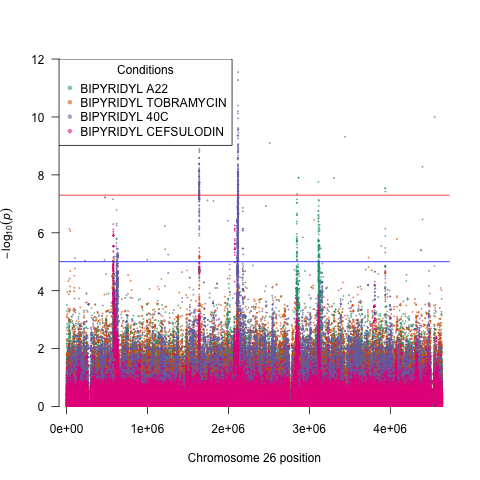 12
10
8
6
4
2
0
−log₁₀(p)
Conditions
BIPYRIDYL A22
BIPYRIDYL TOBRAMYCIN
BIPYRIDYL 40C
BIPYRIDYL CEFSULODIN
0e+00 1e+06 2e+06 3e+06 4e+06
Chromosome 26 position